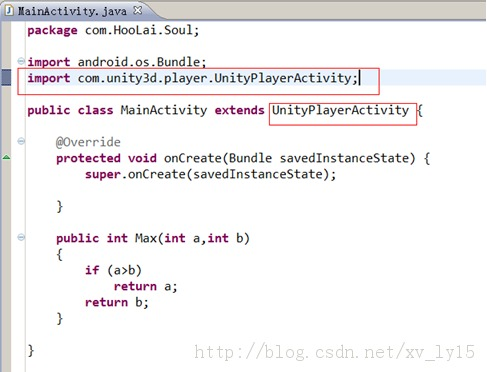 MainActivity.java
package com.HooLai.Soul;
import android.os.Bundle;
import com.unity3d.player.UnityPlayerActivity;
public class MainActivity extends UnityPlayerActivity {
@Override
protected void onCreate(Bundle savedInstanceState) {
super.onCreate(savedInstanceState);
}
public int Max(int a,int b)
{
if (a>b)
return a;
return b;
}
}
http://blog.csdn.net/xv_ly15